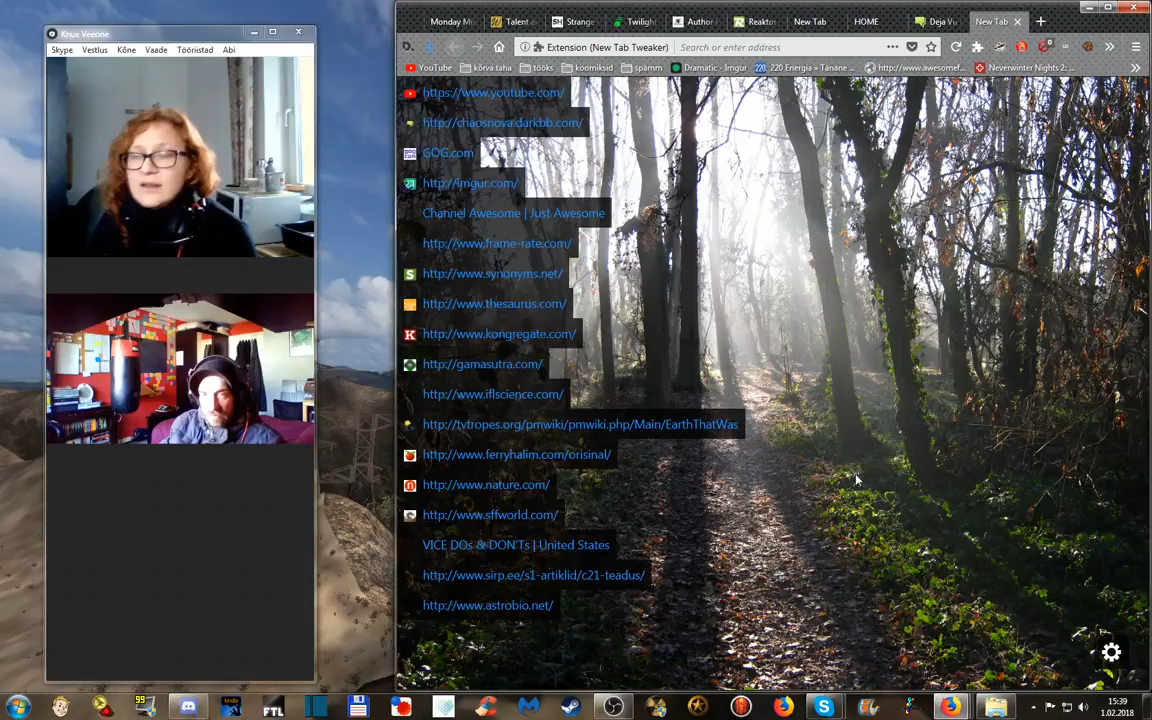 Knux Veeone
Skype Vestlus Kõne Vaade Tööriistad Abi
Monday Mo
Talent a
Strange
Twilight
Author
Reaktor
New Tab
HOME
Deja Vu
New Tab
Extension (New Tab Tweaker)
Search or enter address
YouTube
kõrva taha
tööks
koomiksid
spämm
Dramatic - Imgur
220 Energia » Tänane ...
http://www.awesomef...
Neverwinter Nights 2: ...
https://www.youtube.com/
http://chaosnova.darkbb.com/
GOG.com
http://imgur.com/
Channel Awesome | Just Awesome
http://www.frame-rate.com/
http://www.synonyms.net/
http://www.thesaurus.com/
http://www.kongregate.com/
http://gamasutra.com/
http://www.iflscience.com/
http://tvtropes.org/pmwiki/pmwiki.php/Main/EarthThatWas
http://www.ferryhalim.com/orisinal/
http://www.nature.com/
http://www.sffworld.com/
VICE DOs & DON'Ts | United States
http://www.sirp.ee/s1-artiklid/c21-teadus/
http://www.astrobio.net/
99
kindle
FTL
15:39
1.02.2018